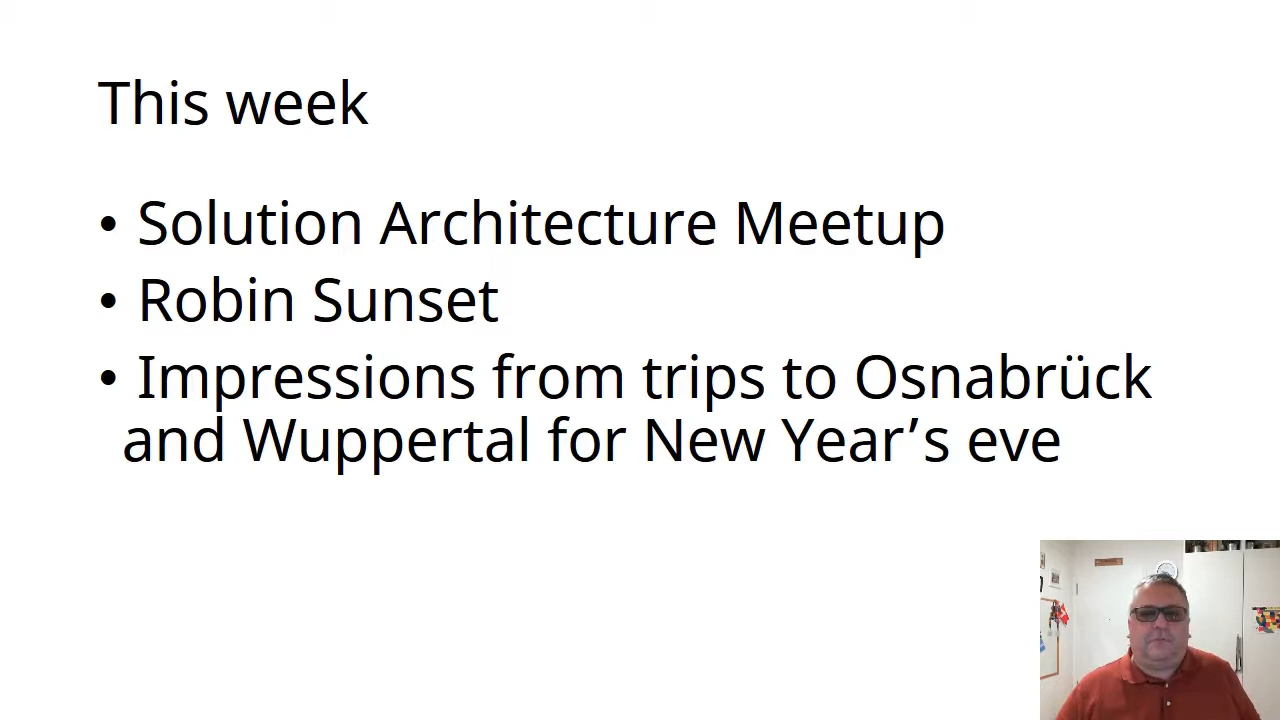 This week
• Solution Architecture Meetup
• Robin Sunset
• Impressions from trips to Osnabrück
and Wuppertal for New Year’s eve